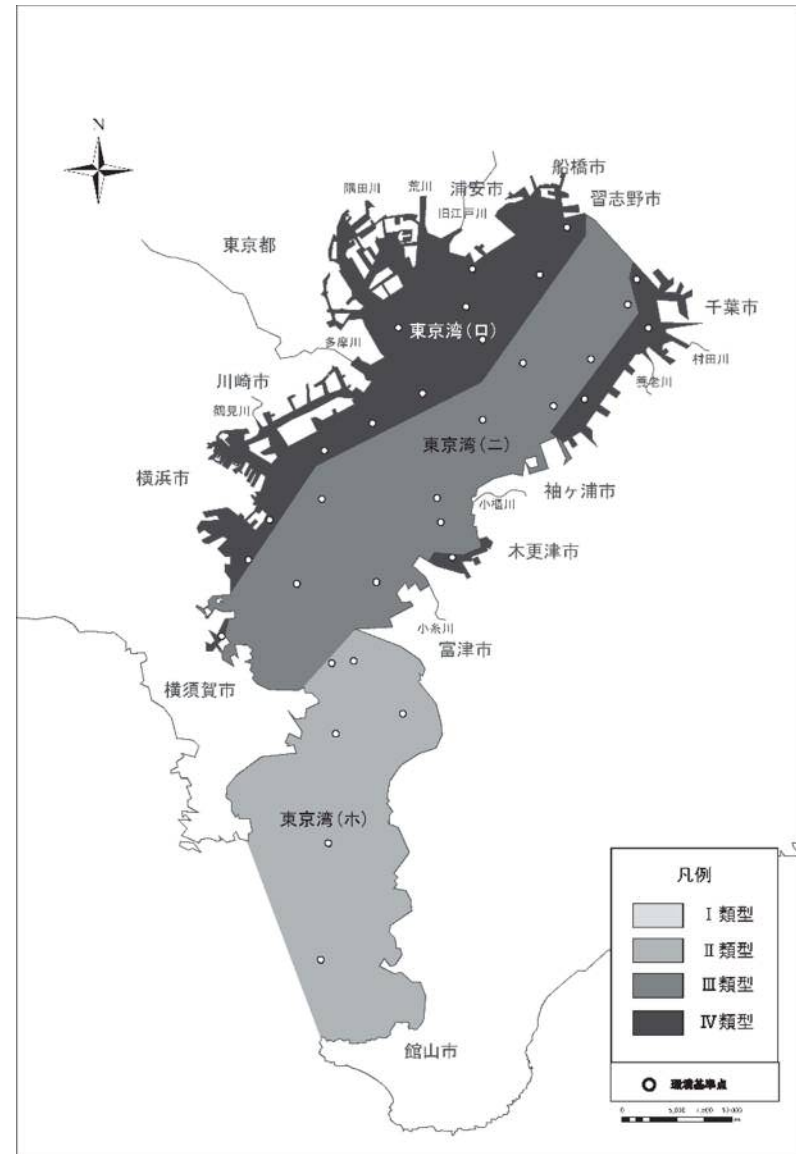 N
船橋市
隅田川
荒川
浦安市
習志野市
旧江戸川
東京都
千葉市
東京湾(ロ)
村田川
多摩川
養老川
川崎市
鶴見川
東京湾(ニ)
横浜市
袖ヶ浦市
小櫃川
木更津市
小糸川
富津市
横須賀市
東京湾(ホ)
凡例
Ⅰ類型
Ⅱ類型
Ⅲ類型
Ⅳ類型
環境基準点
館山市
0